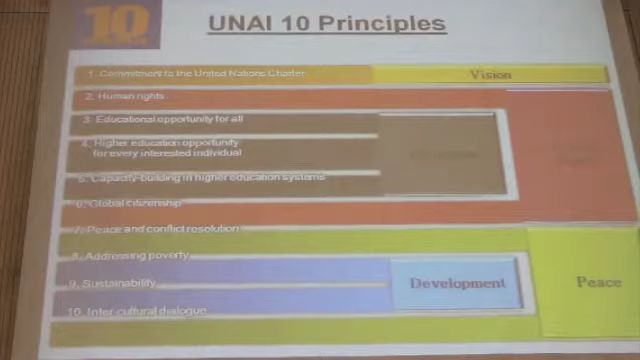 10
UNAI 10 Principles
1. Commitment to the United Nations Charter
Vision
2. Human rights
3. Educational opportunity for all
4. Higher education opportunity
for every interested individual
5. Capacity-building in higher education systems
6. Global citizenship
7. Peace and conflict resolution
8. Addressing poverty
9. Sustainability
Development
Peace
10. Inter cultural dialogue